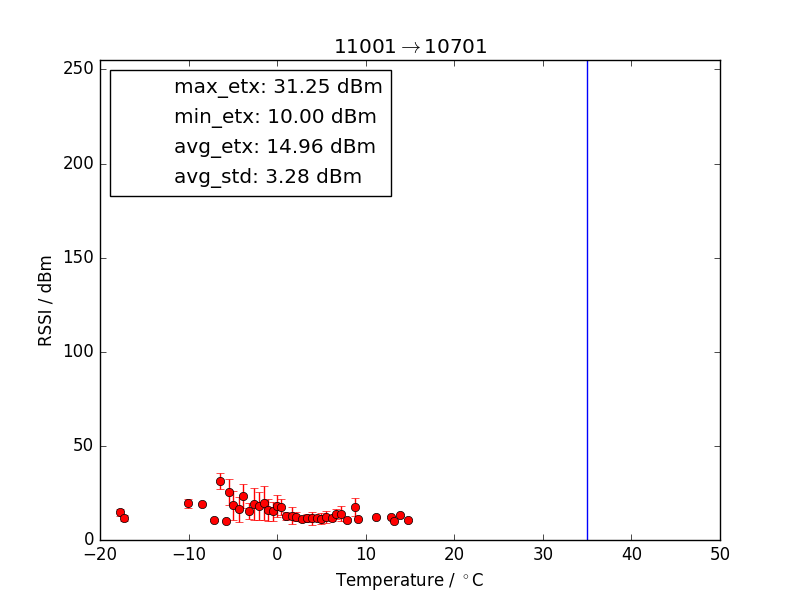 11001→10701
max_etx: 31.25 dBm
min_etx: 10.00 dBm
avg_etx: 14.96 dBm
avg_std: 3.28 dBm
RSSI / dBm
250
200
150
100
50
0
−20 −10 0 10 20 30 40 50
Temperature / °C